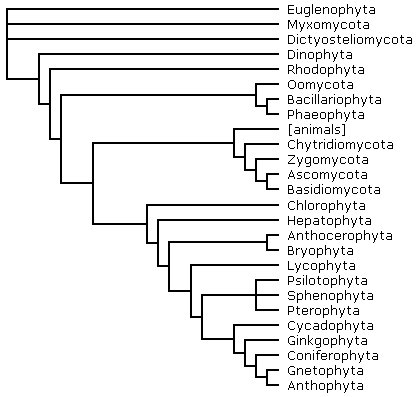 Euglenophyta
Myxomycota
Dictyosteliomycota
Dinophyta
Rhodophyta
Oomycota
Bacillariophyta
Phaeophyta
[animals]
Chytridiomycota
Zygomycota
Ascomycota
Basidiomycota
Chlorophyta
Hepatophyta
Anthocerophyta
Bryophyta
Lycophyta
Psilotophyta
Sphenophyta
Pterophyta
Cycadophyta
Ginkgophyta
Coniferophyta
Gnetophyta
Anthophyta